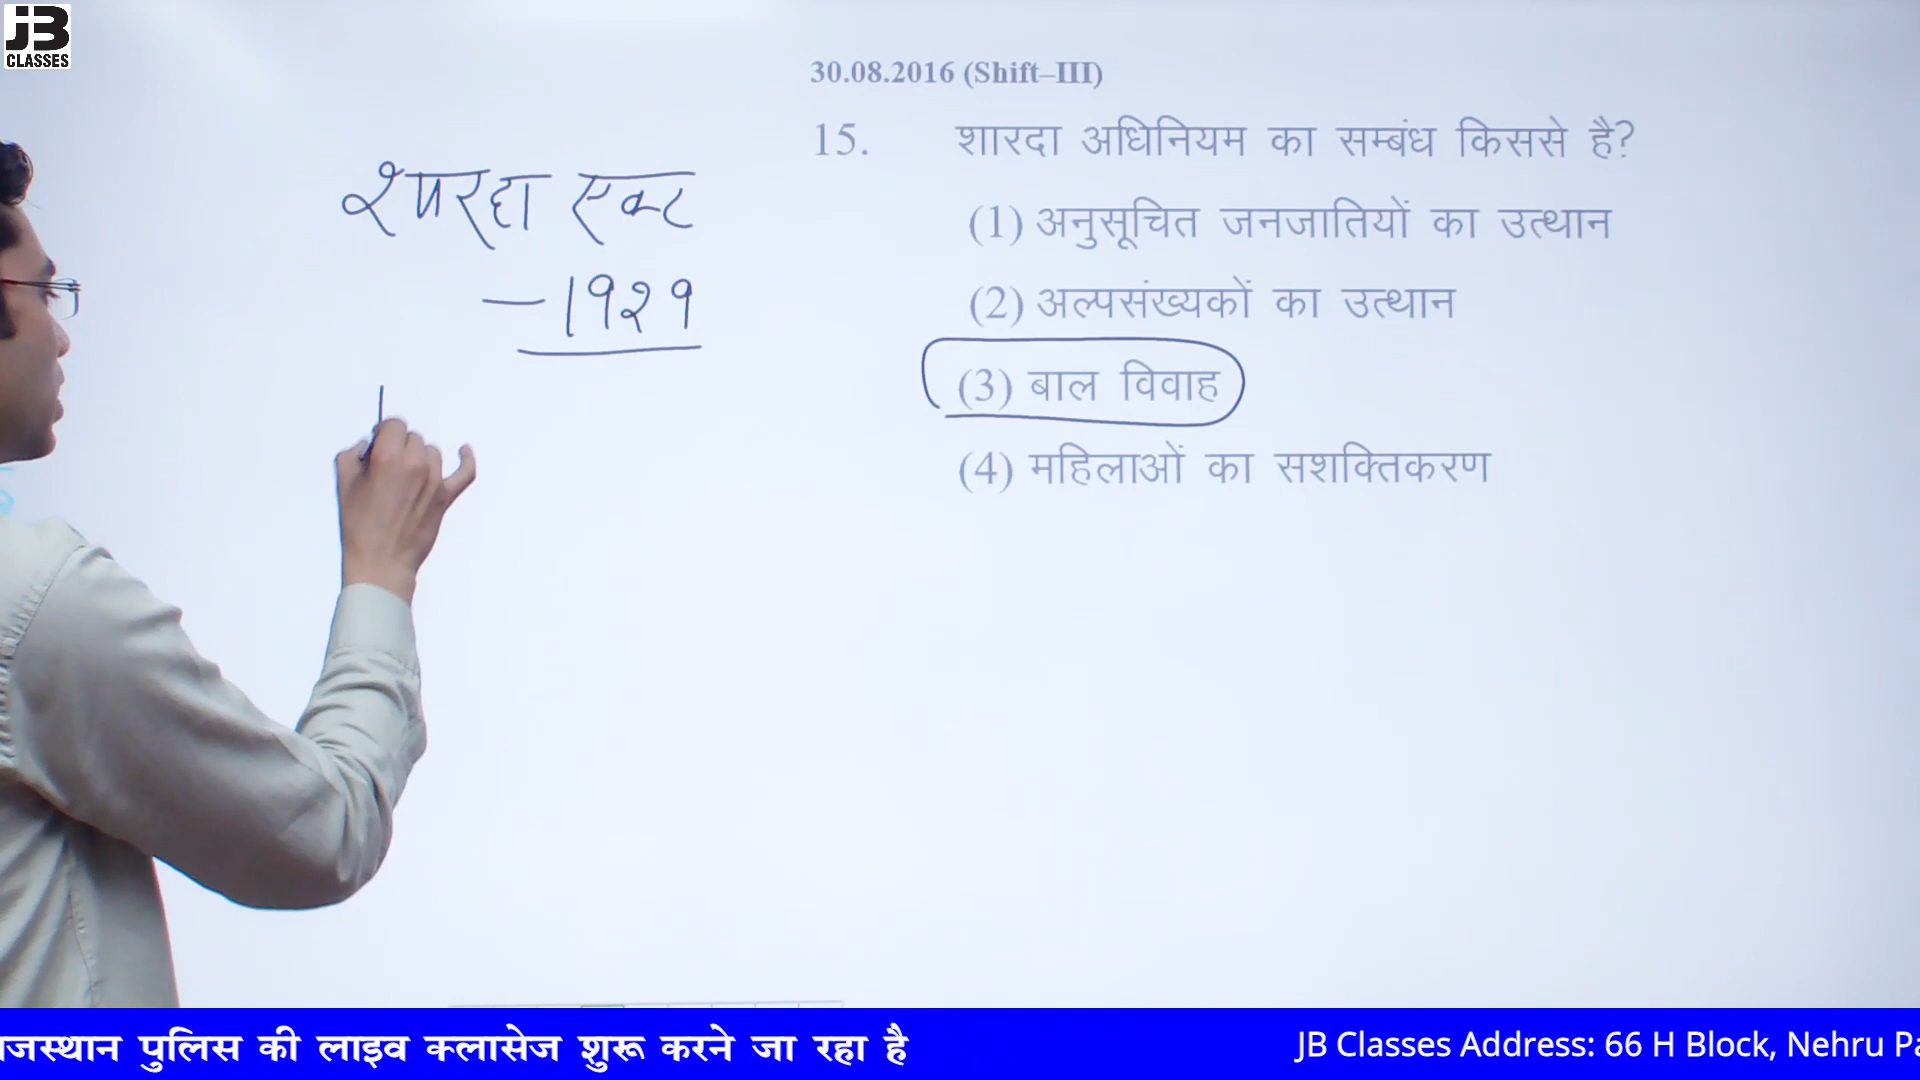 JB
CLASSES
30.08.2016 (Shift–III)
15. शारदा अधिनियम का सम्बंध किससे है?
(1) अनुसूचित जनजातियों का उत्थान
(2) अल्पसंख्यकों का उत्थान
(3) बाल विवाह
(4) महिलाओं का सशक्तिकरण
शारदा एक्ट
– 1929
जस्थान पुलिस की लाइव क्लासेज शुरू करने जा रहा है
JB Classes Address: 66 H Block, Nehru Pa